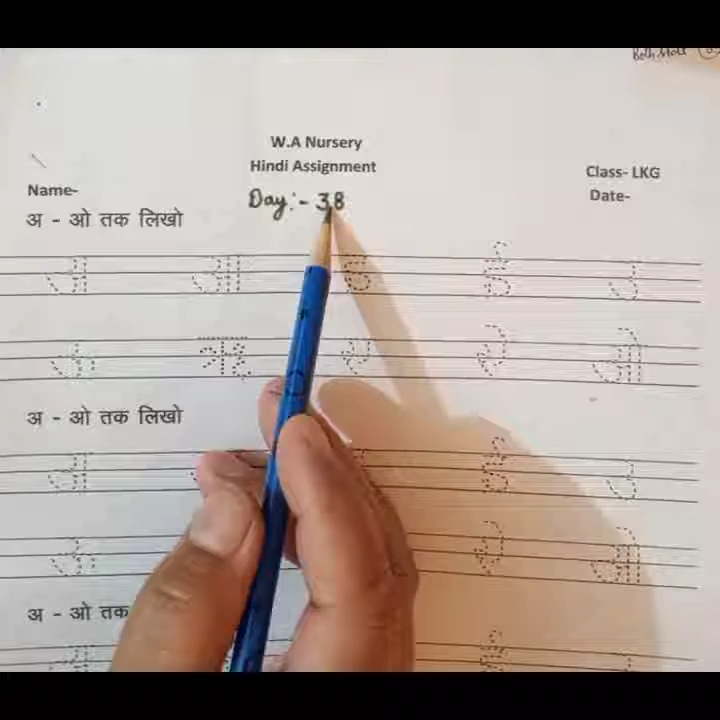 W.A Nursery
Hindi Assignment
Class- LKG
Name-
Day:- 38
Date-
अ - ओ तक लिखो
अ आ इ ई उ
ऊ ऋ ए ऐ ओ
अ - ओ तक लिखो
अ ई उ
ऊ ऐ ओ
अ - ओ तक